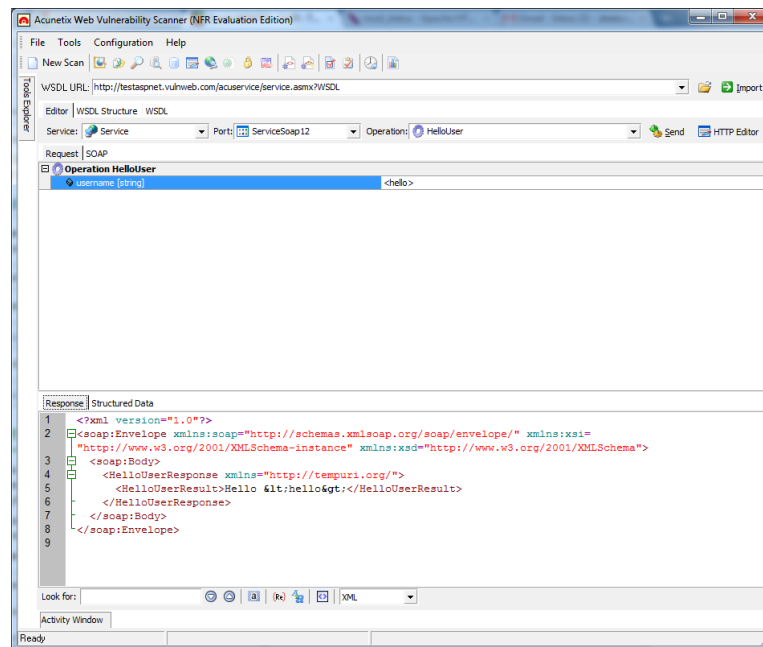 Acunetix Web Vulnerability Scanner (NFR Evaluation Edition)
File Tools Configuration Help
New Scan
Tools Explorer
WSDL URL: http://testaspnet.vulnweb.com/acuservice/service.asmx?WSDL Import
Editor WSDL Structure WSDL
Service: Service Port: ServiceSoap12 Operation: HelloUser Send HTTP Editor
Request SOAP
Operation HelloUser
username [string] <hello>
Response Structured Data
1 <?xml version="1.0"?>
2 <soap:Envelope xmlns:soap="http://schemas.xmlsoap.org/soap/envelope/" xmlns:xsi=
"http://www.w3.org/2001/XMLSchema-instance" xmlns:xsd="http://www.w3.org/2001/XMLSchema">
3 <soap:Body>
4 <HelloUserResponse xmlns="http://tempuri.org/">
5 <HelloUserResult>Hello &lt;hello&gt;</HelloUserResult>
6 </HelloUserResponse>
7 </soap:Body>
8 </soap:Envelope>
9
Look for: XML
Activity Window
Ready